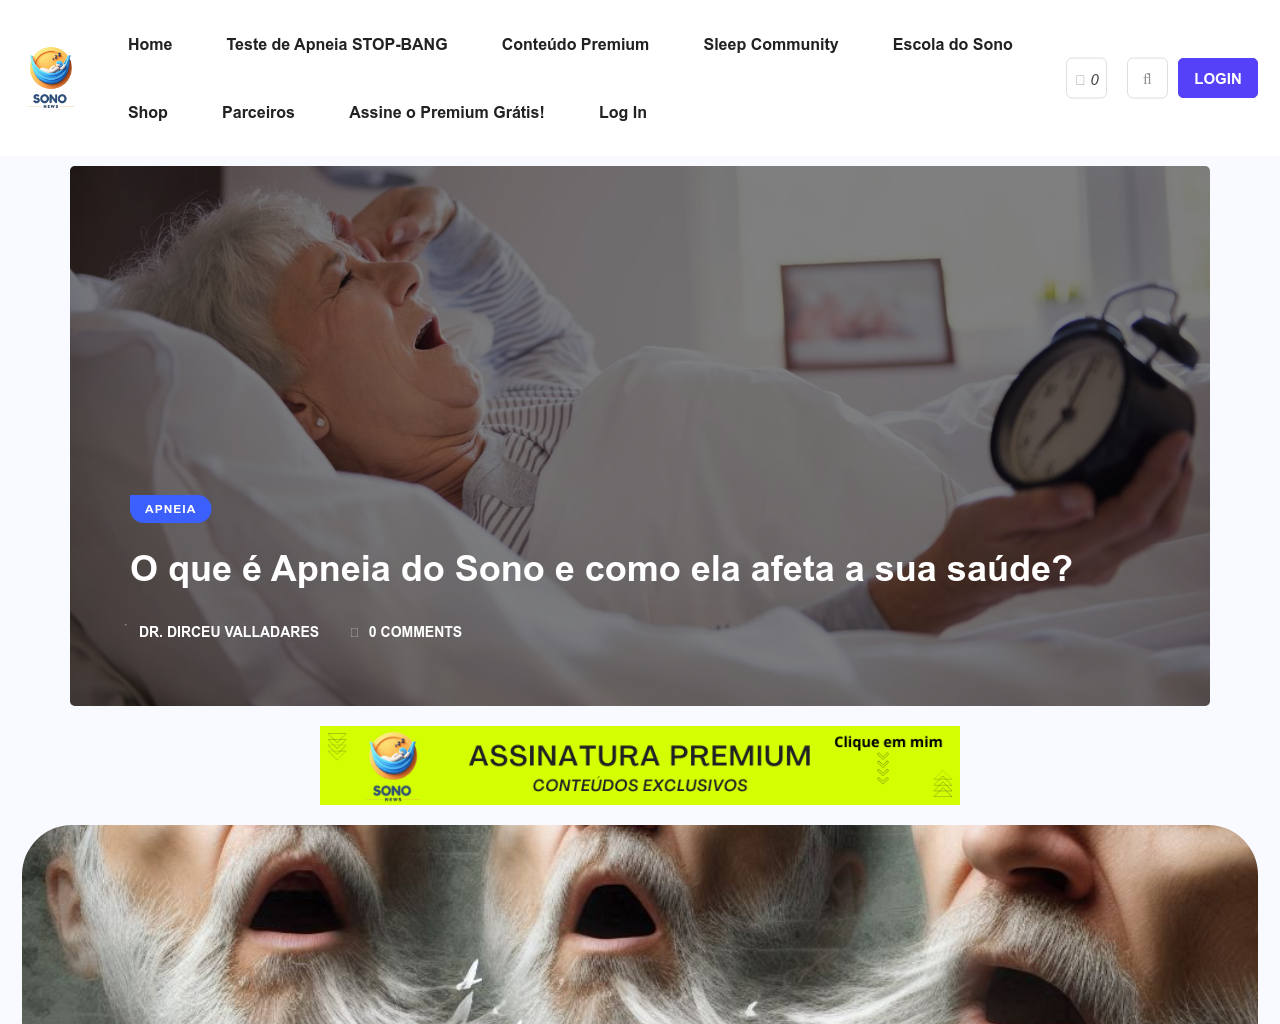 Home
Teste de Apneia STOP-BANG
Conteúdo Premium
Sleep Community
Escola do Sono
Shop
Parceiros
Assine o Premium Grátis!
Log In
0
LOGIN
SONO
NEWS
APNEIA
O que é Apneia do Sono e como ela afeta a sua saúde?
DR. DIRCEU VALLADARES
0 COMMENTS
SONO
NEWS
ASSINATURA PREMIUM
CONTEÚDOS EXCLUSIVOS
Clique em mim